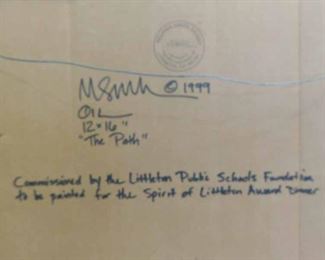 © 1999
Oil
12 x 16"
"The Path"
Commissioned by the Littleton Public Schools Foundation
to be painted for the Spirit of Littleton Award Dinner